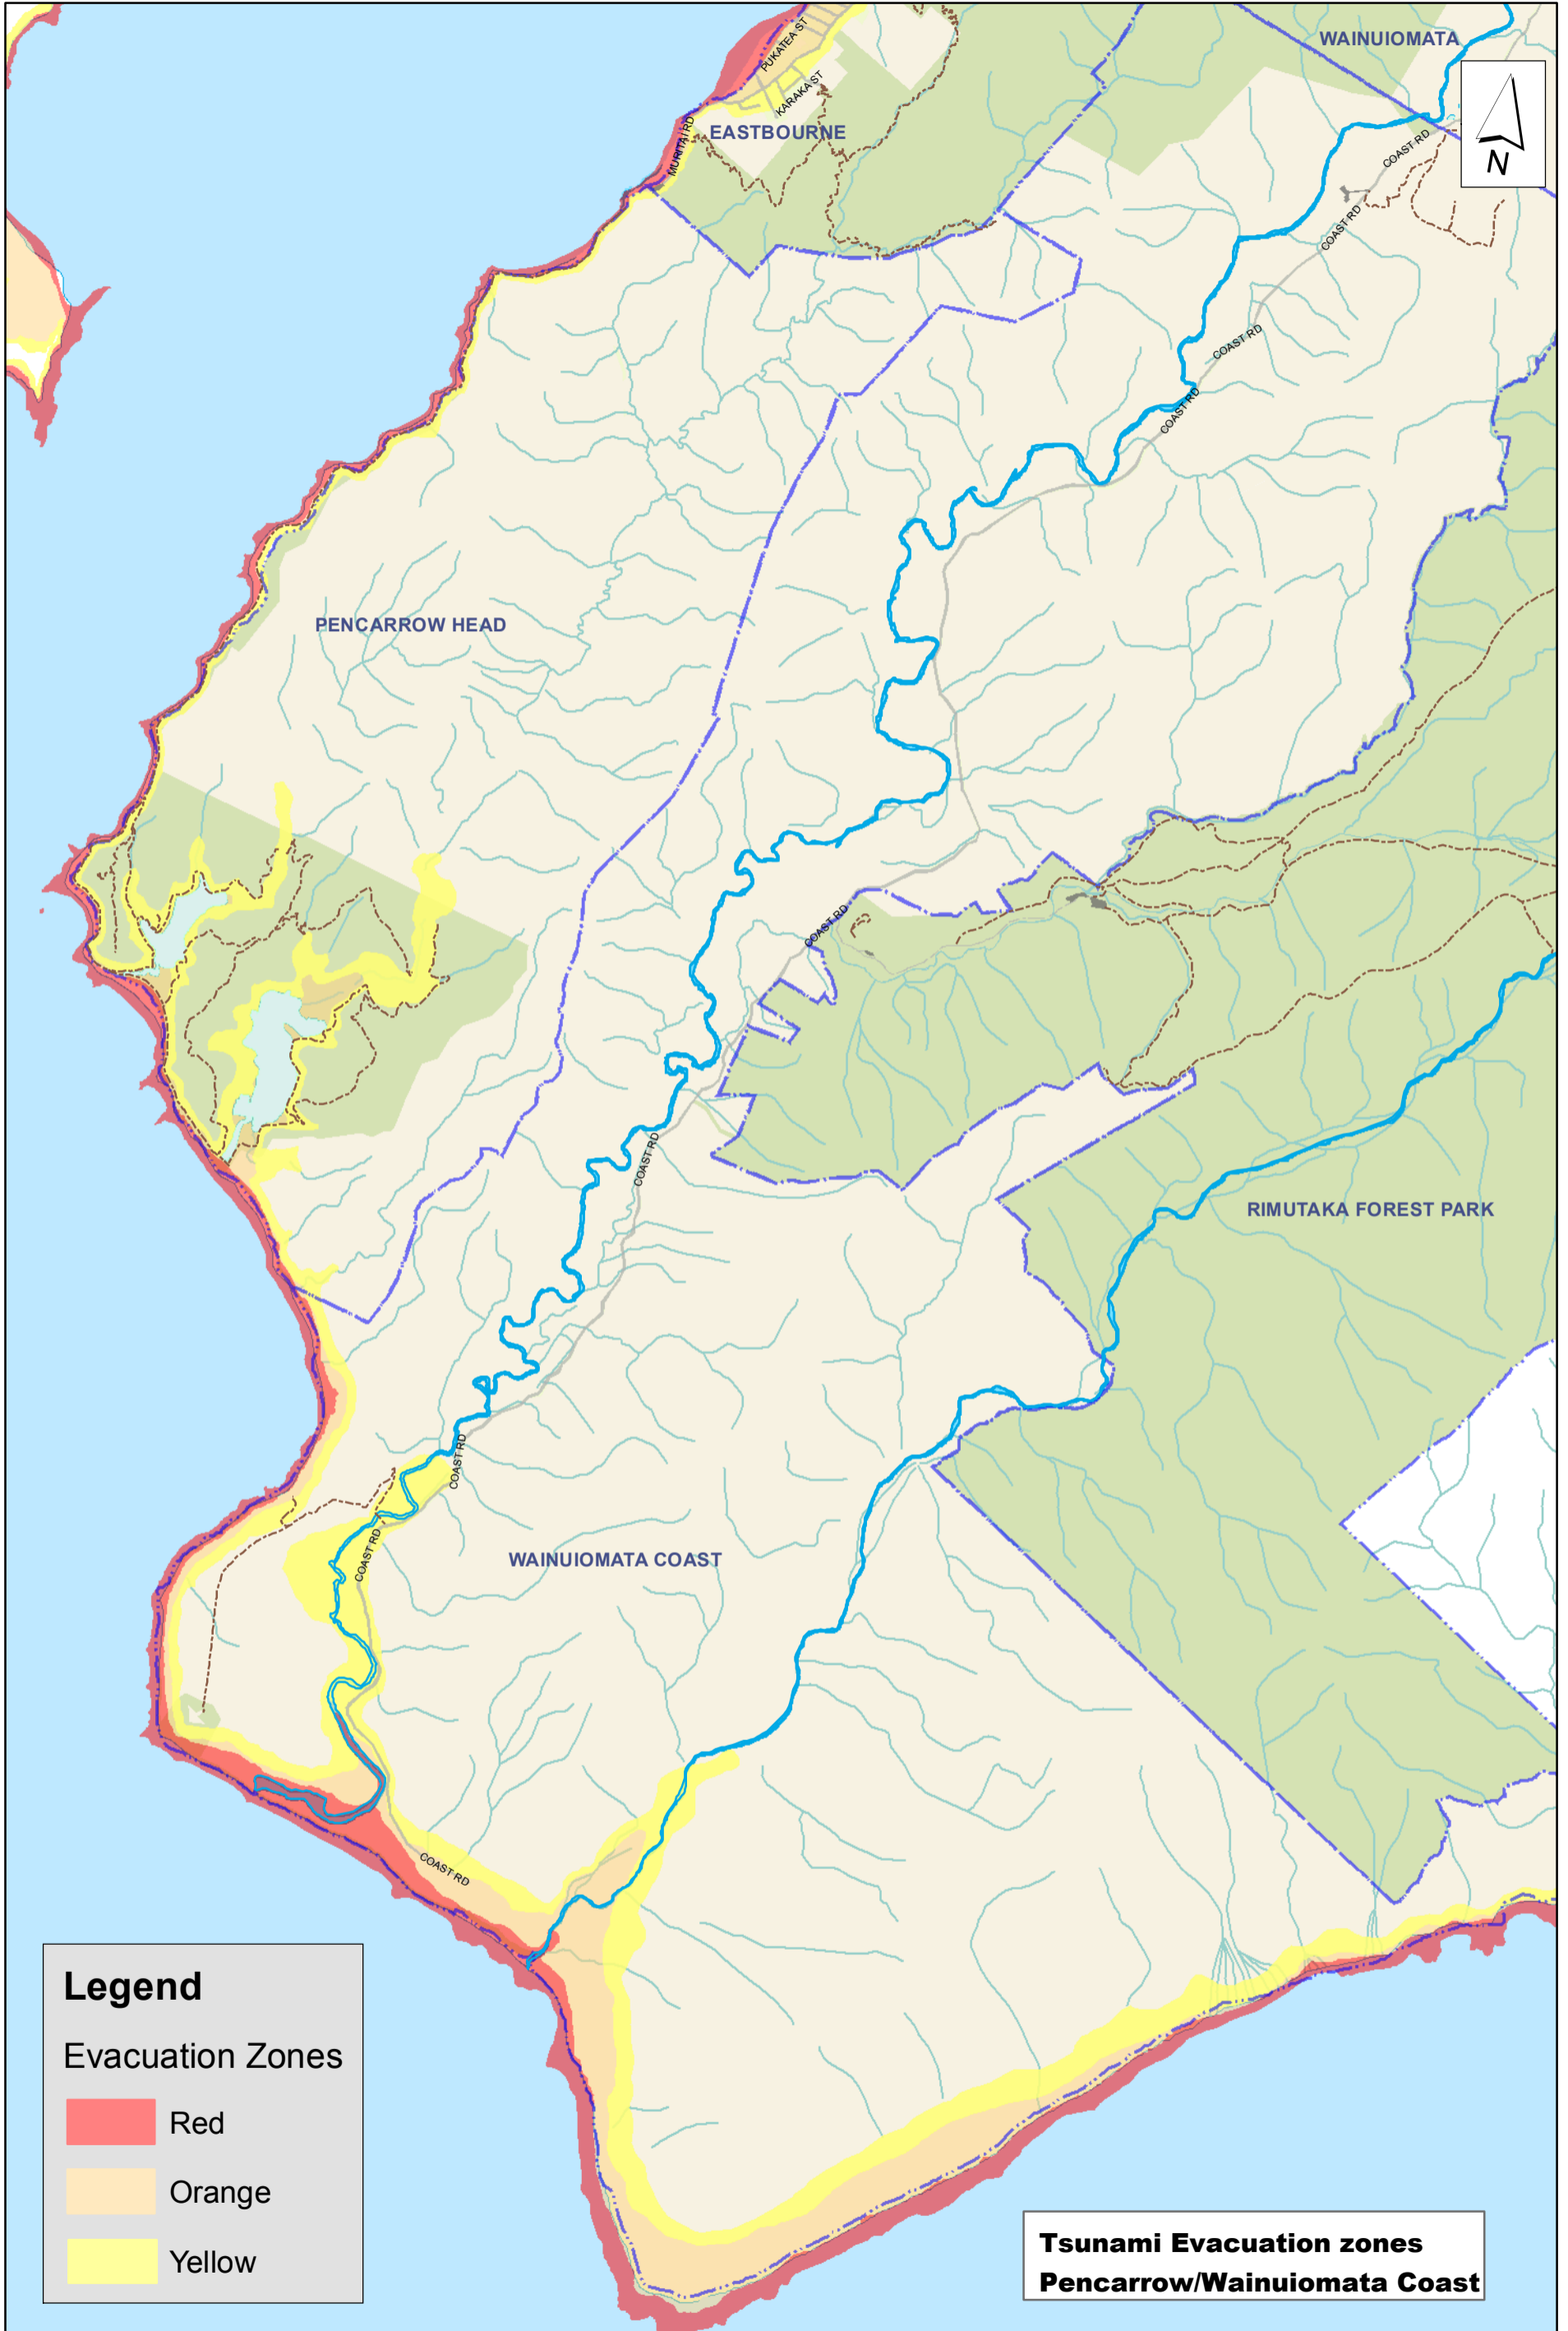 PUKATEA ST
WAINUIOMATA
KARAKA ST
EASTBOURNE
MURITAI RD
COAST RD
N
COAST RD
COAST RD
COAST RD
PENCARROW HEAD
COAST RD
COAST RD
RIMUTAKA FOREST PARK
COAST RD
COAST RD
WAINUIOMATA COAST
COAST RD
Legend
Evacuation Zones
Red
Orange
Yellow
Tsunami Evacuation zones
Pencarrow/Wainuiomata Coast